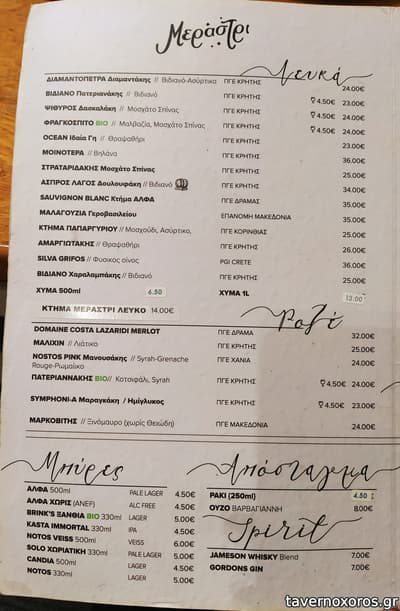 Μεράστρι
Λευκά
ΔΙΑΜΑΝΤΟΠΕΤΡΑ Διαμαντάκης // Βιδιανό-Ασύρτικο ΠΓΕ ΚΡΗΤΗΣ 24.00€
ΒΙΔΙΑΝΟ Πατεριανάκης // Βιδιανό ΠΓΕ ΚΡΗΤΗΣ 4.50€ 23.00€
ΨΙΘΥΡΟΣ Δασκαλάκη // Μοσχάτο Σπίνας ΠΓΕ ΚΡΗΤΗΣ 4.50€ 24.00€
ΦΡΑΓΚΟΣΠΙΤΟ BIO // Μαλβαζία, Μοσχάτο Σπίνας ΠΓΕ ΚΡΗΤΗΣ 4.50€ 24.00€
OCEAN Ιδαία Γη // Θραψαθήρι ΠΓΕ ΚΡΗΤΗΣ 23.00€
ΜΟΙΝΟΤΕΡΑ // Βηλάνα ΠΓΕ ΚΡΗΤΗΣ 36.00€
ΣΤΡΑΤΑΡΙΔΑΚΗΣ Μοσχάτο Σπίνας ΠΓΕ ΚΡΗΤΗΣ 25.00€
ΑΣΠΡΟΣ ΛΑΓΟΣ Δουλουφάκη // Βιδιανό ΠΓΕ ΚΡΗΤΗΣ 34.00€
SAUVIGNON BLANC Κτήμα ΑΛΦΑ ΠΓΕ ΔΡΑΜΑΣ 35.00€
ΜΑΛΑΓΟΥΖΙΑ Γεροβασιλείου ΕΠΑΝΟΜΗ ΜΑΚΕΔΟΝΙΑ 35.00€
ΚΤΗΜΑ ΠΑΠΑΡΓΥΡΙΟΥ // Μοσχούδι, Ασύρτικο, ΠΓΕ ΚΟΡΙΝΘΙΑΣ 25.00€
ΑΜΑΡΓΙΩΤΑΚΗΣ // Θραψαθήρι ΠΓΕ ΚΡΗΤΗΣ 26.00€
SILVA GRIFOS // Φυσικος οίνος PGI CRETE 36.00€
ΒΙΔΙΑΝΟ Χαραλαμπάκης // Βιδιανό ΠΓΕ ΚΡΗΤΗΣ 25.00€
ΧΥΜΑ 500ml 6.50 ΧΥΜΑ 1L 13.00€
ΚΤΗΜΑ ΜΕΡΑΣΤΡΙ ΛΕΥΚΟ 14.00€
Ροζέ
DOMAINE COSTA LAZARIDI MERLOT ΠΓΕ ΔΡΑΜΑ 32.00€
ΜΑΛΙΧΙΝ // Λιάτικο ΠΓΕ ΚΡΗΤΗΣ 25.00€
NOSTOS PINK Μανουσάκης // Syrah-Grenache ΠΓΕ ΧΑΝΙΑ 24.00€
Rouge-Ρωμαίικο
ΠΑΤΕΡΙΑΝΝΑΚΗΣ BIO// Κοτσιφάλι, Syrah ΠΓΕ ΚΡΗΤΗΣ 4.50€ 24.00€
SYMPHONI-A Μαραγκάκη / Ημίγλυκος ΠΓΕ ΚΡΗΤΗΣ 4.50€ 23.00€
ΜΑΡΚΟΒΙΤΗΣ // Ξινόμαυρο (χωρίς Θειώδη) ΠΓΕ ΜΑΚΕΔΟΝΙΑ 24.00€
Μπίρες
ΑΛΦΑ 500ml PALE LAGER 4.50€
ΑΛΦΑ ΧΩΡΙΣ (ANEF) ALC FREE 4.50€
BRINK'S ΞΑΝΘΙΑ BIO 330ml LAGER 5.00€
KASTA IMMORTAL 330ml IPA 4.50€
NOTOS VEISS 500ml VEISS 6.00€
SOLO ΧΩΡΙΑΤΙΚΗ 330ml PALE LAGER 5.00€
CANDIA 500ml LAGER 4.50€
NOTOS 330ml LAGER 5.00€
Απόσταγμα
ΡΑΚΙ (250ml) 4.50
ΟΥΖΟ ΒΑΡΒΑΓΙΑΝΝΗ 8.00€
Spirit
JAMESON WHISKY Blend 7.00€
GORDONS GIN 7.00€
tavernoxoros.gr